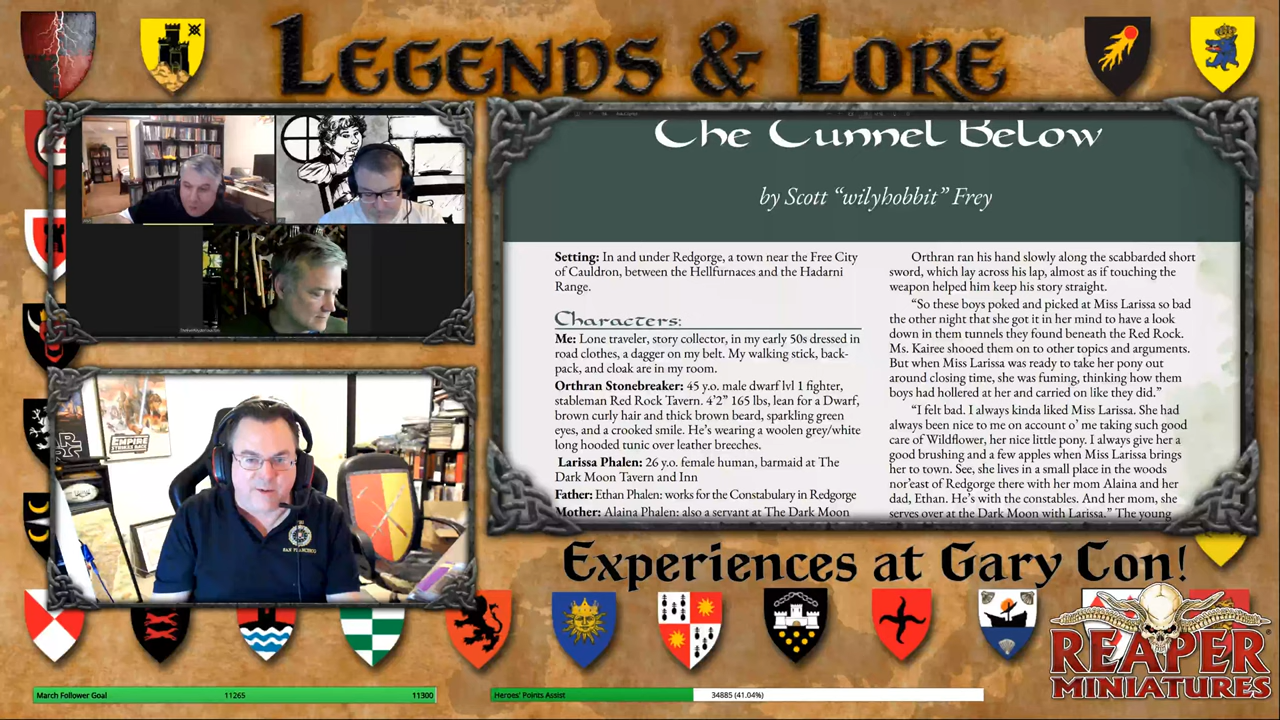 LEGENDS & LORE
STAR
WARS
EMPIRE
STRIKES BACK
FBI
SAN FRANCISCO
The Tunnel Below
by Scott “wilyhobbit” Frey
Setting: In and under Redgorge, a town near the Free City
of Cauldron, between the Hellfurnaces and the Hadarni
Range.
Characters:
Me: Lone traveler, story collector, in my early 50s dressed in
road clothes, a dagger on my belt. My walking stick, back-
pack, and cloak are in my room.
Orthran Stonebreaker: 45 y.o. male dwarf lvl 1 fighter,
stableman Red Rock Tavern. 4’2” 165 lbs, lean for a Dwarf,
brown curly hair and thick brown beard, sparkling green
eyes, and a crooked smile. He’s wearing a woolen grey/white
long hooded tunic over leather breeches.
Larissa Phalen: 26 y.o. female human, barmaid at The
Dark Moon Tavern and Inn
Father: Ethan Phalen: works for the Constabulary in Redgorge
Mother: Alaina Phalen: also a servant at The Dark Moon
Orthran ran his hand slowly along the scabbarded short
sword, which lay across his lap, almost as if touching the
weapon helped him keep his story straight.
“So these boys poked and picked at Miss Larissa so bad
the other night that she got it in her mind to have a look
down in them tunnels they found beneath the Red Rock.
Ms. Kairee shooed them on to other topics and arguments.
But when Miss Larissa was ready to take her pony out
around closing time, she was fuming, thinking how them
boys had hollered at her and carried on like they did.”
“I felt bad. I always kinda liked Miss Larissa. She had
always been nice to me on account o’ me taking such good
care of Wildflower, her nice little pony. I always give her a
good brushing and a few apples when Miss Larissa brings
her to town. See, she lives in a small place in the woods
nor’east of Redgorge there with her mom Alaina and her
dad, Ethan. He’s with the constables. And her mom, she
serves over at the Dark Moon with Larissa.” The young
Experiences at Gary Con!
REAPER
MINIATURES
March Follower Goal 11265 11300
Heroes' Points Assist 34885 (41.04%)